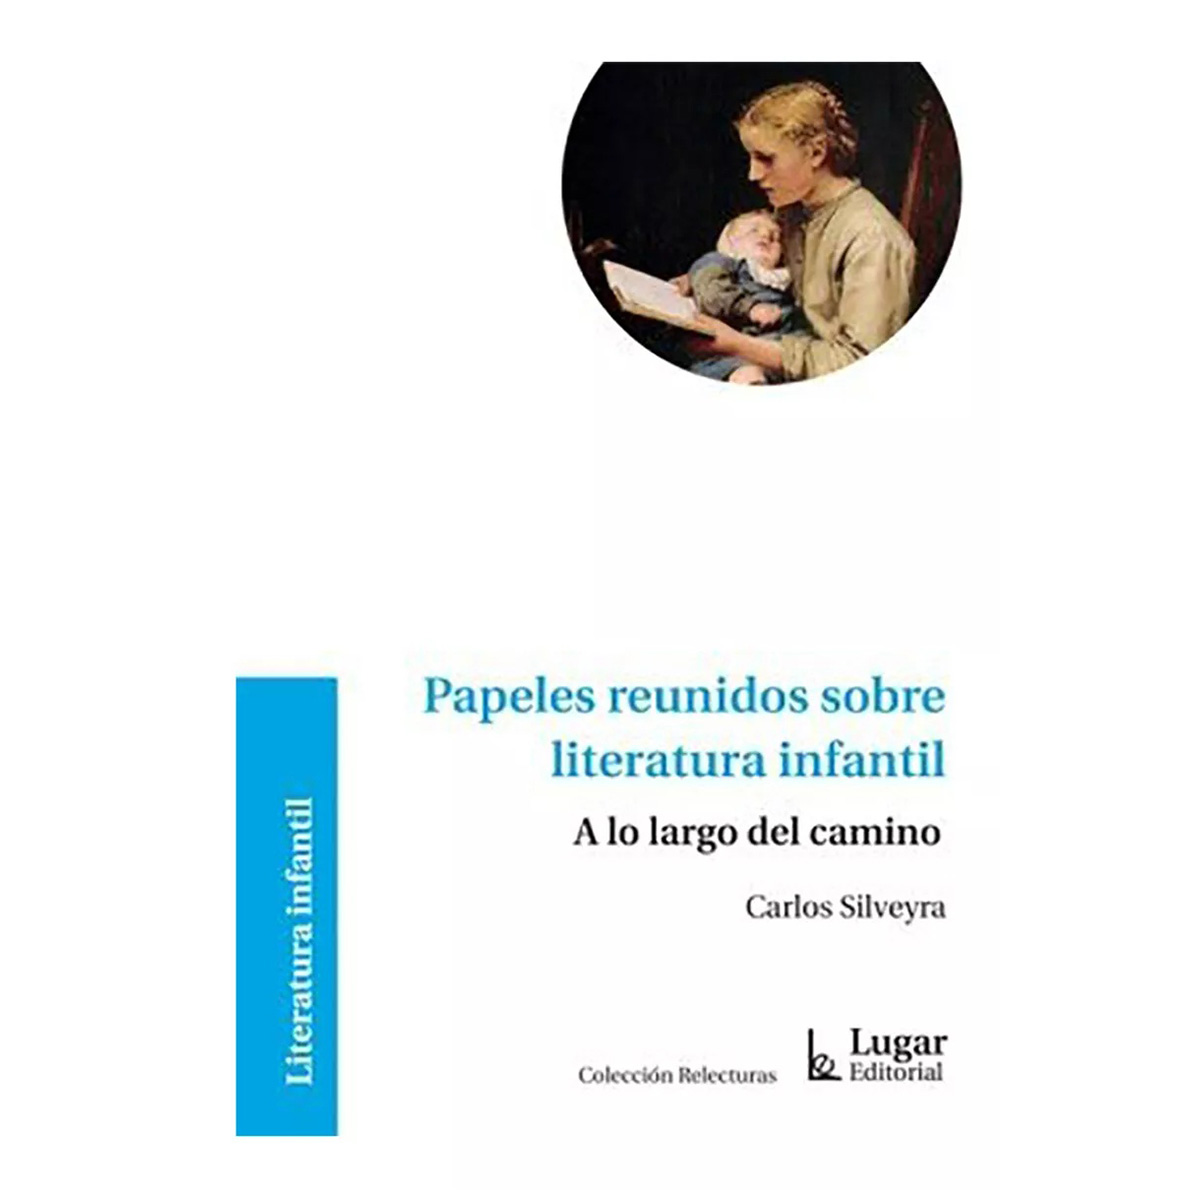 Papeles reunidos sobre
literatura infantil
A lo largo del camino
Carlos Silveyra
Literatura infantil
Colección Relecturas
Lugar
Editorial